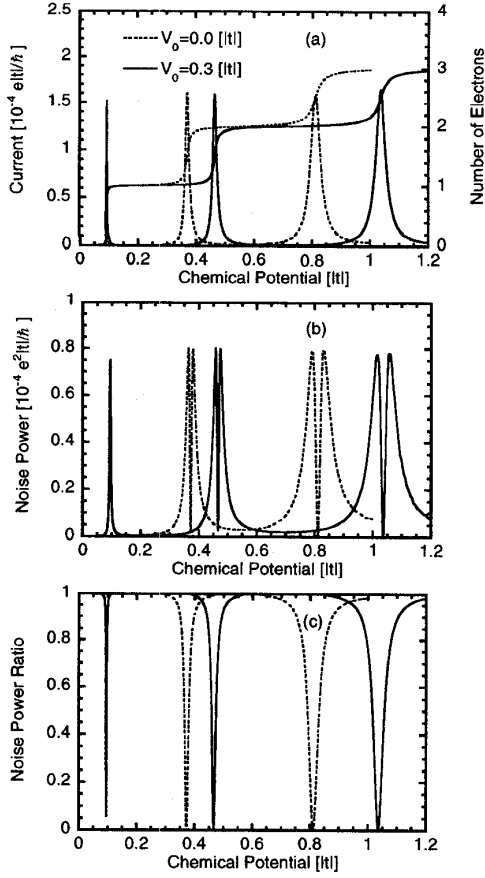 2.5
2
1.5
1
0.5
0
4
3
2
1
0
Current [10⁻⁴ e|t|/ℏ]
Number of Electrons
V₀=0.0 [|t|]
V₀=0.3 [|t|]
(a)
0 0.2 0.4 0.6 0.8 1 1.2
Chemical Potential [|t|]
1
0.8
0.6
0.4
0.2
0
Noise Power [10⁻⁴ e²|t|/ℏ]
(b)
0 0.2 0.4 0.6 0.8 1 1.2
Chemical Potential [|t|]
1
0.8
0.6
0.4
0.2
0
Noise Power Ratio
(c)
0 0.2 0.4 0.6 0.8 1 1.2
Chemical Potential [|t|]